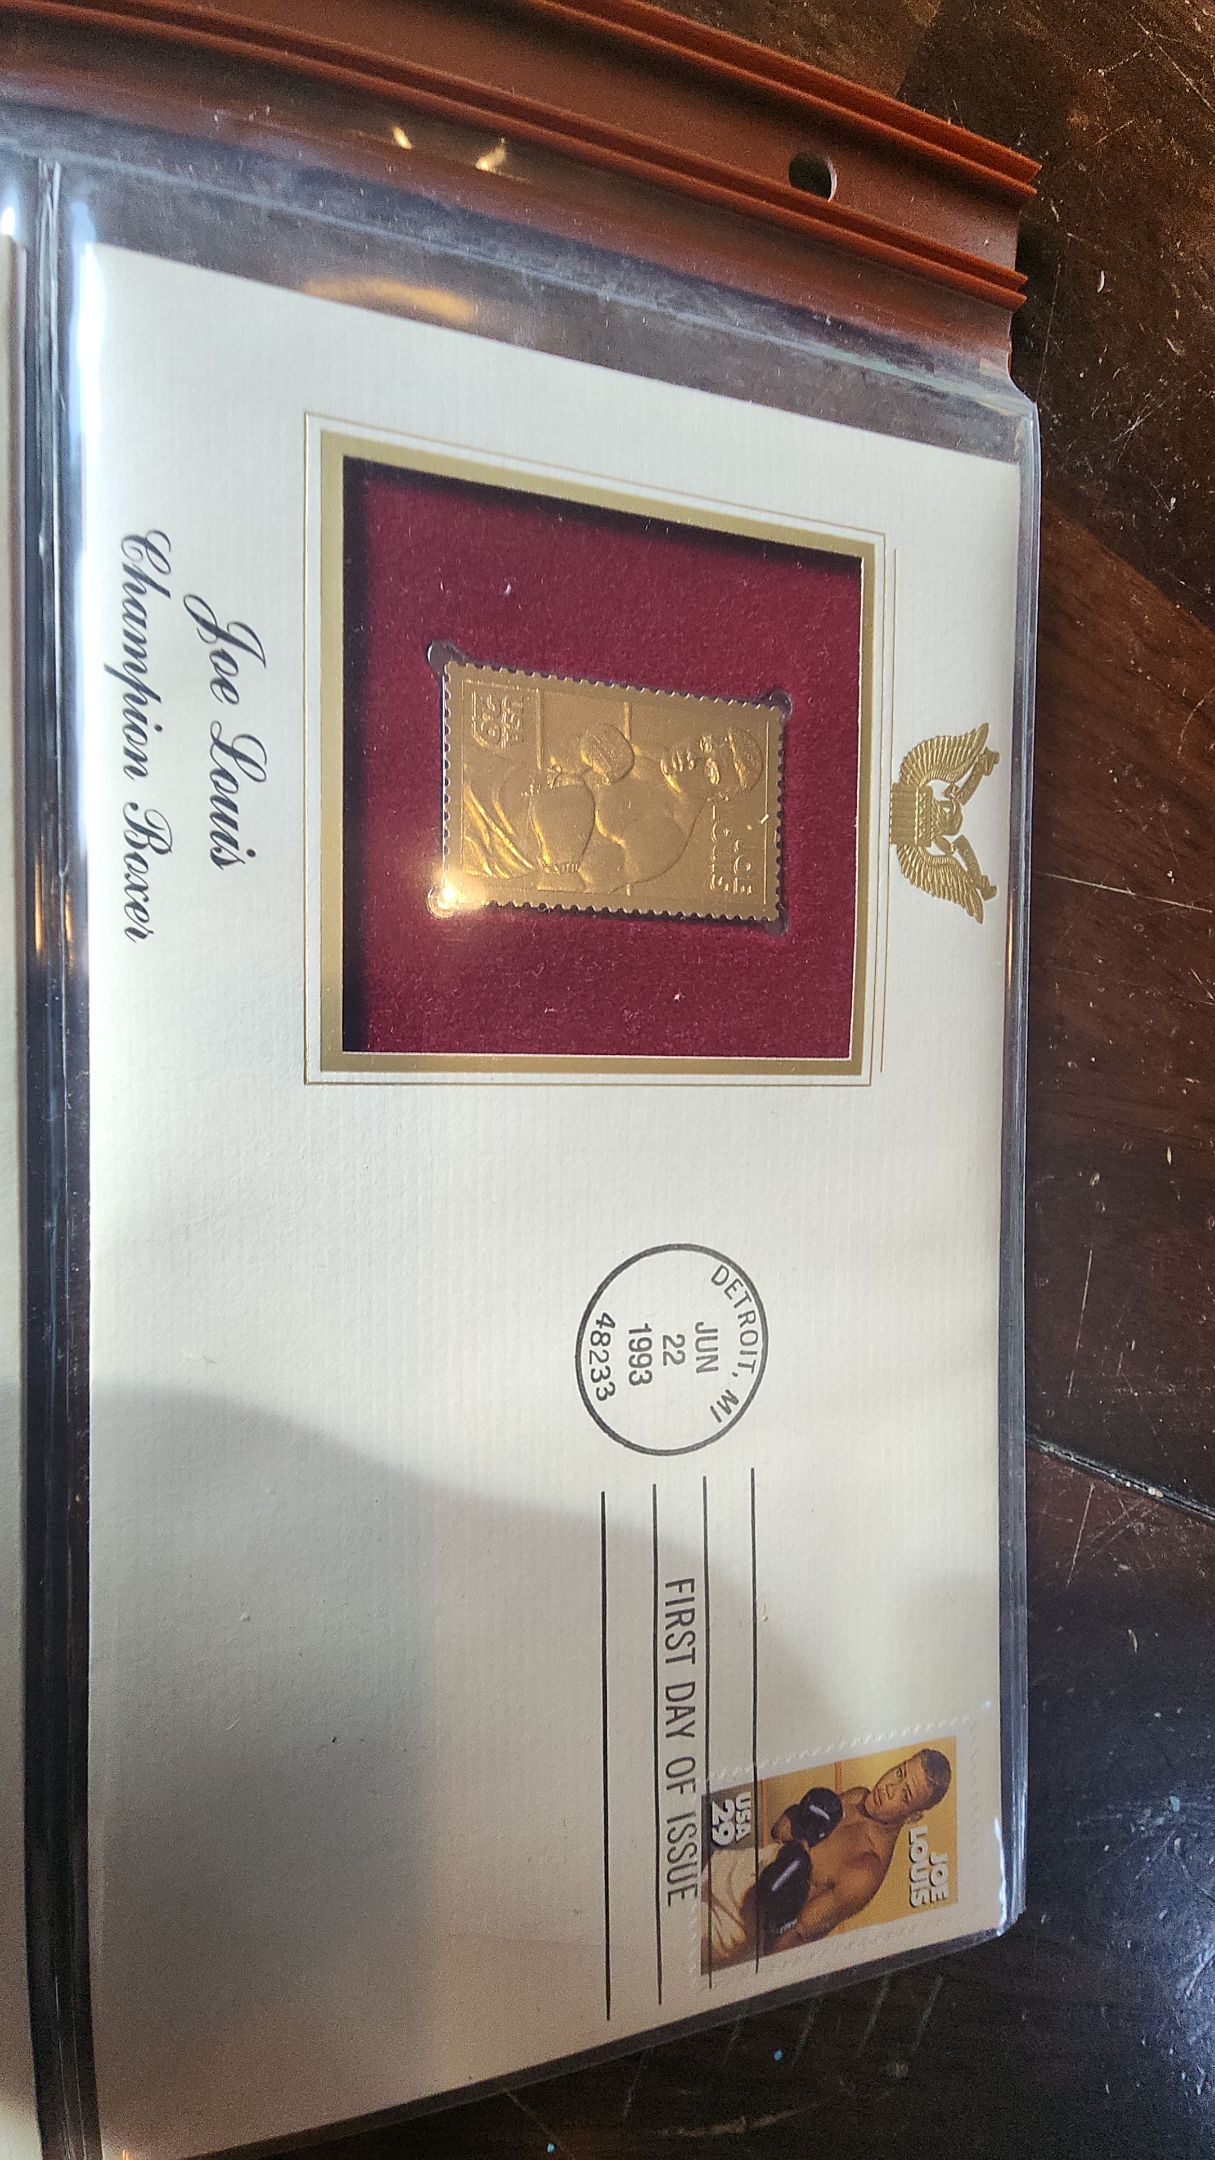 JOE
LOUIS
USA
29
Joe Louis
Champion Boxer
DETROIT, MI
JUN
22
1993
48233
FIRST DAY OF ISSUE
JOE
LOUIS
USA
29